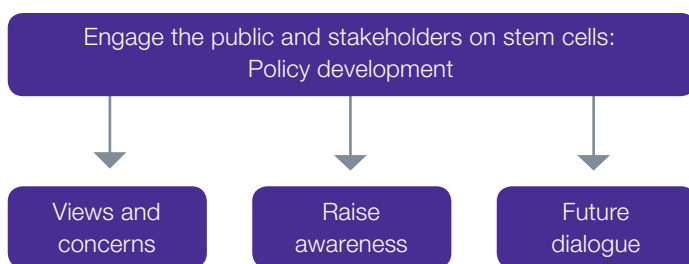 Engage the public and stakeholders on stem cells:
Policy development
Views and
concerns
Raise
awareness
Future
dialogue